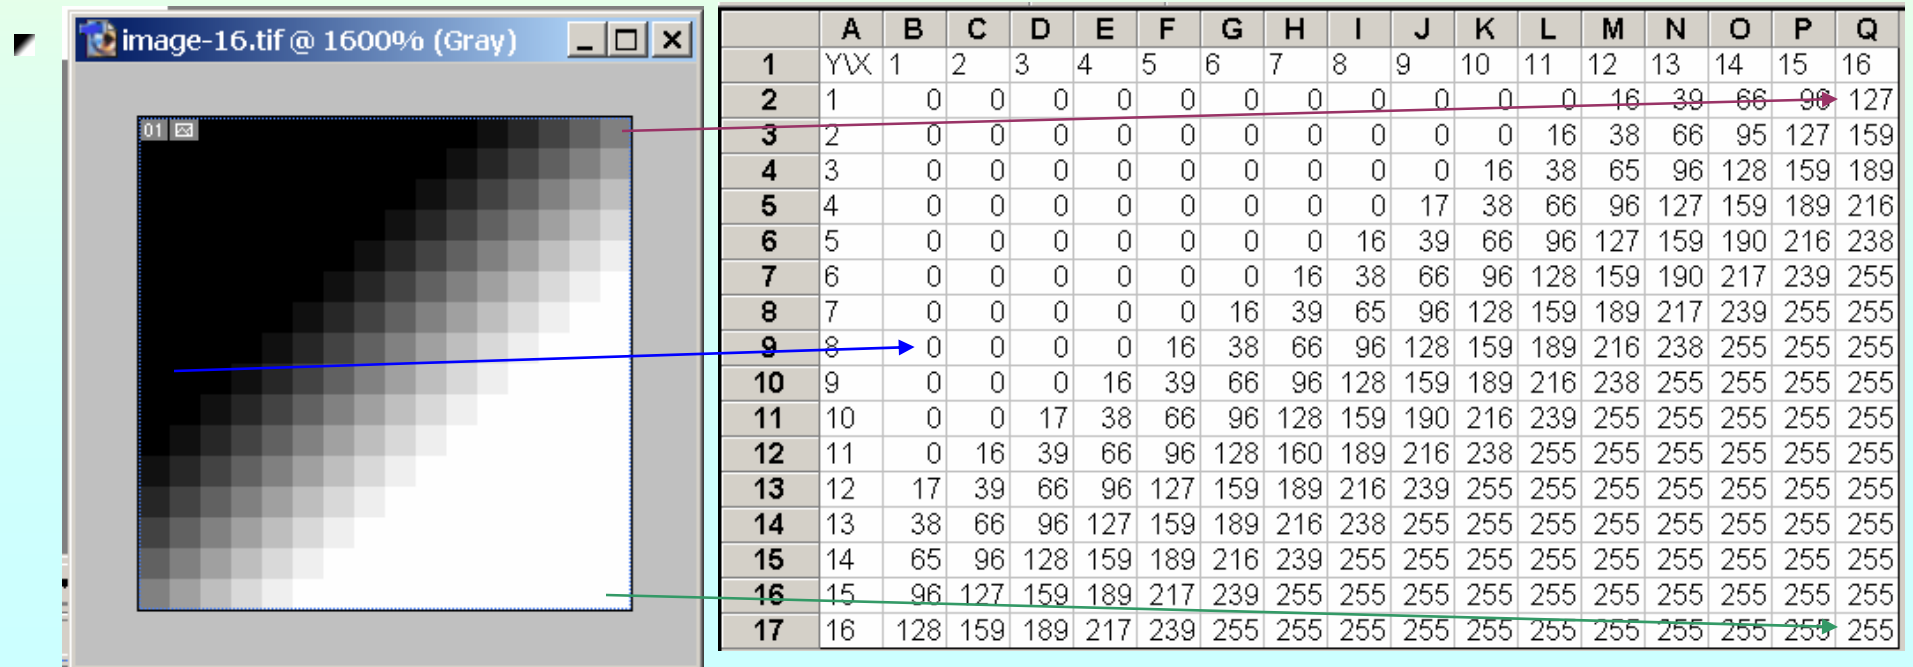 image-16.tif @ 1600% (Gray)
01
A B C D E F G H I J K L M N O P Q
1 Y\X 1 2 3 4 5 6 7 8 9 10 11 12 13 14 15 16
2 1 0 0 0 0 0 0 0 0 0 0 0 16 39 66 96 127
3 2 0 0 0 0 0 0 0 0 0 0 16 38 66 95 127 159
4 3 0 0 0 0 0 0 0 0 0 16 38 65 96 128 159 189
5 4 0 0 0 0 0 0 0 0 17 38 66 96 127 159 189 216
6 5 0 0 0 0 0 0 0 16 39 66 96 127 159 190 216 238
7 6 0 0 0 0 0 0 16 38 66 96 128 159 190 217 239 255
8 7 0 0 0 0 0 16 39 65 96 128 159 189 217 239 255 255
9 8 0 0 0 0 16 38 66 96 128 159 189 216 238 255 255 255
10 9 0 0 0 16 39 66 96 128 159 189 216 238 255 255 255 255
11 10 0 0 17 38 66 96 128 159 190 216 239 255 255 255 255 255
12 11 0 16 39 66 96 128 160 189 216 238 255 255 255 255 255 255
13 12 17 39 66 96 127 159 189 216 239 255 255 255 255 255 255 255
14 13 38 66 96 127 159 189 216 238 255 255 255 255 255 255 255 255
15 14 65 96 128 159 189 216 239 255 255 255 255 255 255 255 255 255
16 15 96 127 159 189 217 239 255 255 255 255 255 255 255 255 255 255
17 16 128 159 189 217 239 255 255 255 255 255 255 255 255 255 255 255